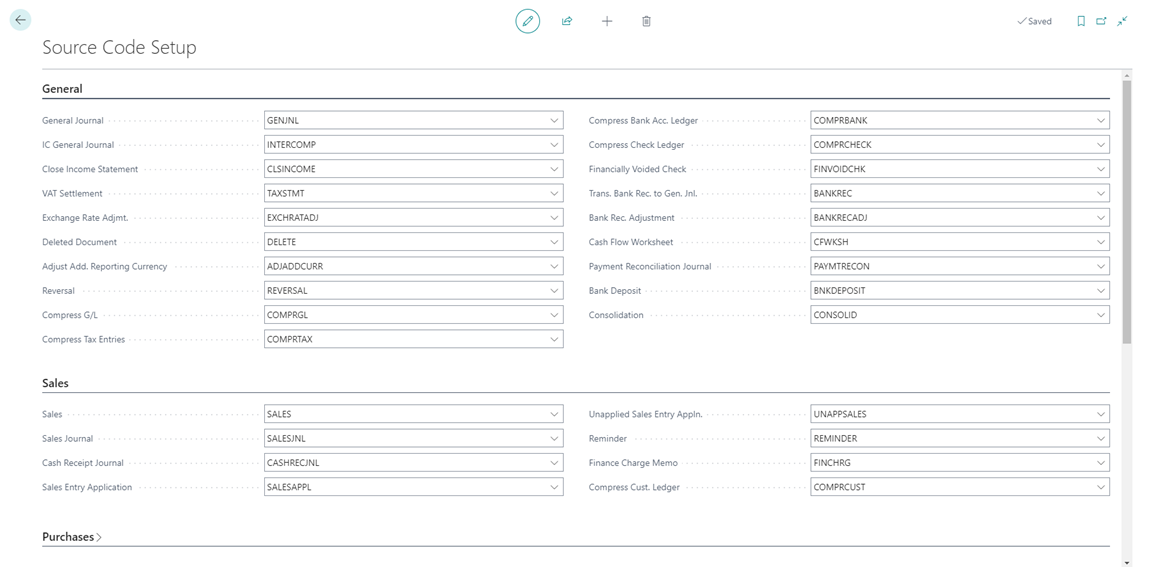 Saved
Source Code Setup
General
General Journal GENJNL
IC General Journal INTERCOMP
Close Income Statement CLSINCOME
VAT Settlement TAXSTMT
Exchange Rate Adjmt. EXCHRATADJ
Deleted Document DELETE
Adjust Add. Reporting Currency ADJADDCURR
Reversal REVERSAL
Compress G/L COMPRGL
Compress Tax Entries COMPRTAX
Compress Bank Acc. Ledger COMPRBANK
Compress Check Ledger COMPRCHECK
Financially Voided Check FINVOIDCHK
Trans. Bank Rec. to Gen. Jnl. BANKREC
Bank Rec. Adjustment BANKRECADJ
Cash Flow Worksheet CFWKSH
Payment Reconciliation Journal PAYMTRECON
Bank Deposit BNKDEPOSIT
Consolidation CONSOLID
Sales
Sales SALES
Sales Journal SALESJNL
Cash Receipt Journal CASHRECJNL
Sales Entry Application SALESAPPL
Unapplied Sales Entry Appln. UNAPPSALES
Reminder REMINDER
Finance Charge Memo FINCHRG
Compress Cust. Ledger COMPRCUST
Purchases